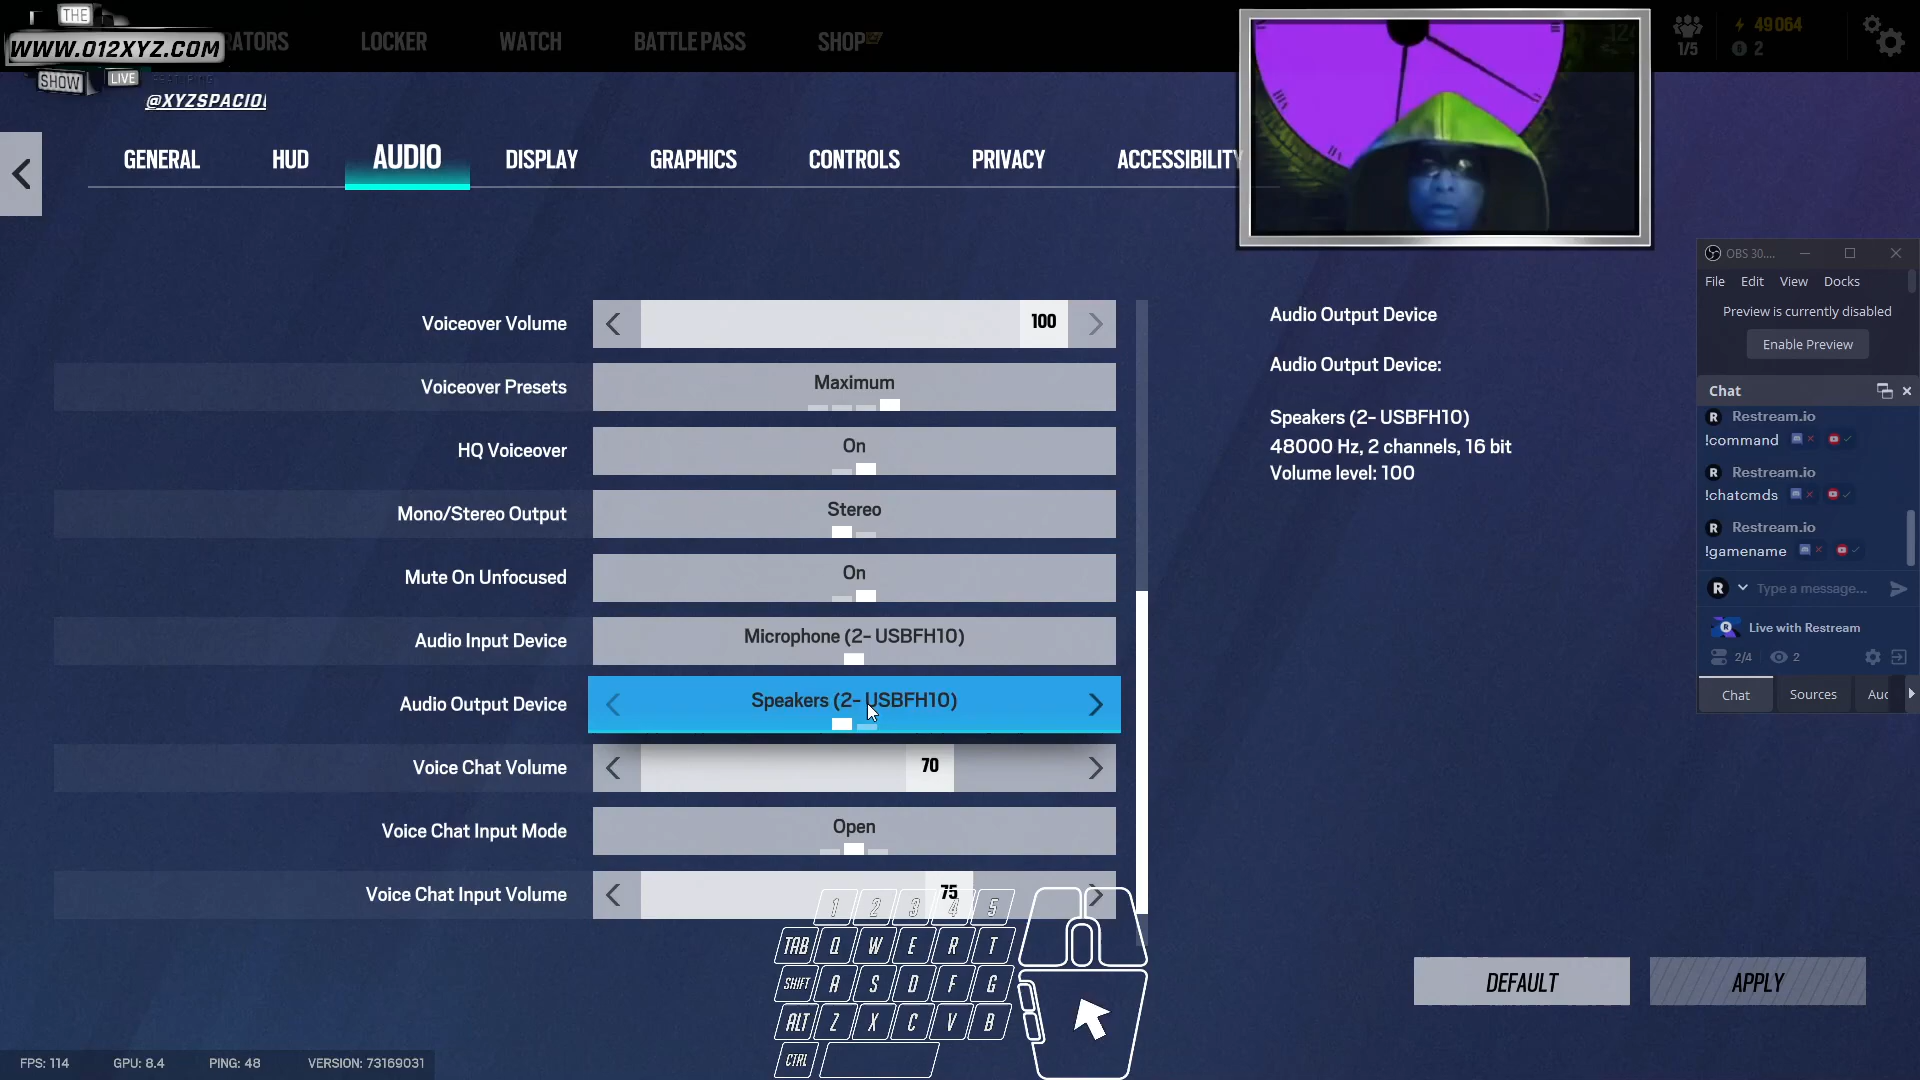 THE
WWW.012XYZ.COM
SHOW
LIVE
@XYZSPACIO
RATORS
LOCKER
WATCH
BATTLE PASS
SHOP
1/5
49064
2
GENERAL
HUD
AUDIO
DISPLAY
GRAPHICS
CONTROLS
PRIVACY
ACCESSIBILITY
Voiceover Volume
100
Voiceover Presets
Maximum
HQ Voiceover
On
Mono/Stereo Output
Stereo
Mute On Unfocused
On
Audio Input Device
Microphone (2- USBFH10)
Audio Output Device
Speakers (2- USBFH10)
Voice Chat Volume
70
Voice Chat Input Mode
Open
Voice Chat Input Volume
75
Audio Output Device
Audio Output Device:
Speakers (2- USBFH10)
48000 Hz, 2 channels, 16 bit
Volume level: 100
OBS 30....
File Edit View Docks
Preview is currently disabled
Enable Preview
Chat
Restream.io
!command
Restream.io
!chatcmds
Restream.io
!gamename
Type a message...
Live with Restream
2/4 2
Chat Sources Auc
1 2 3 4 5
TAB Q W E R T
SHIFT A S D F G
ALT Z X C V B
CTRL
DEFAULT
APPLY
FPS: 114 GPU: 8.4 PING: 48 VERSION: 73169031